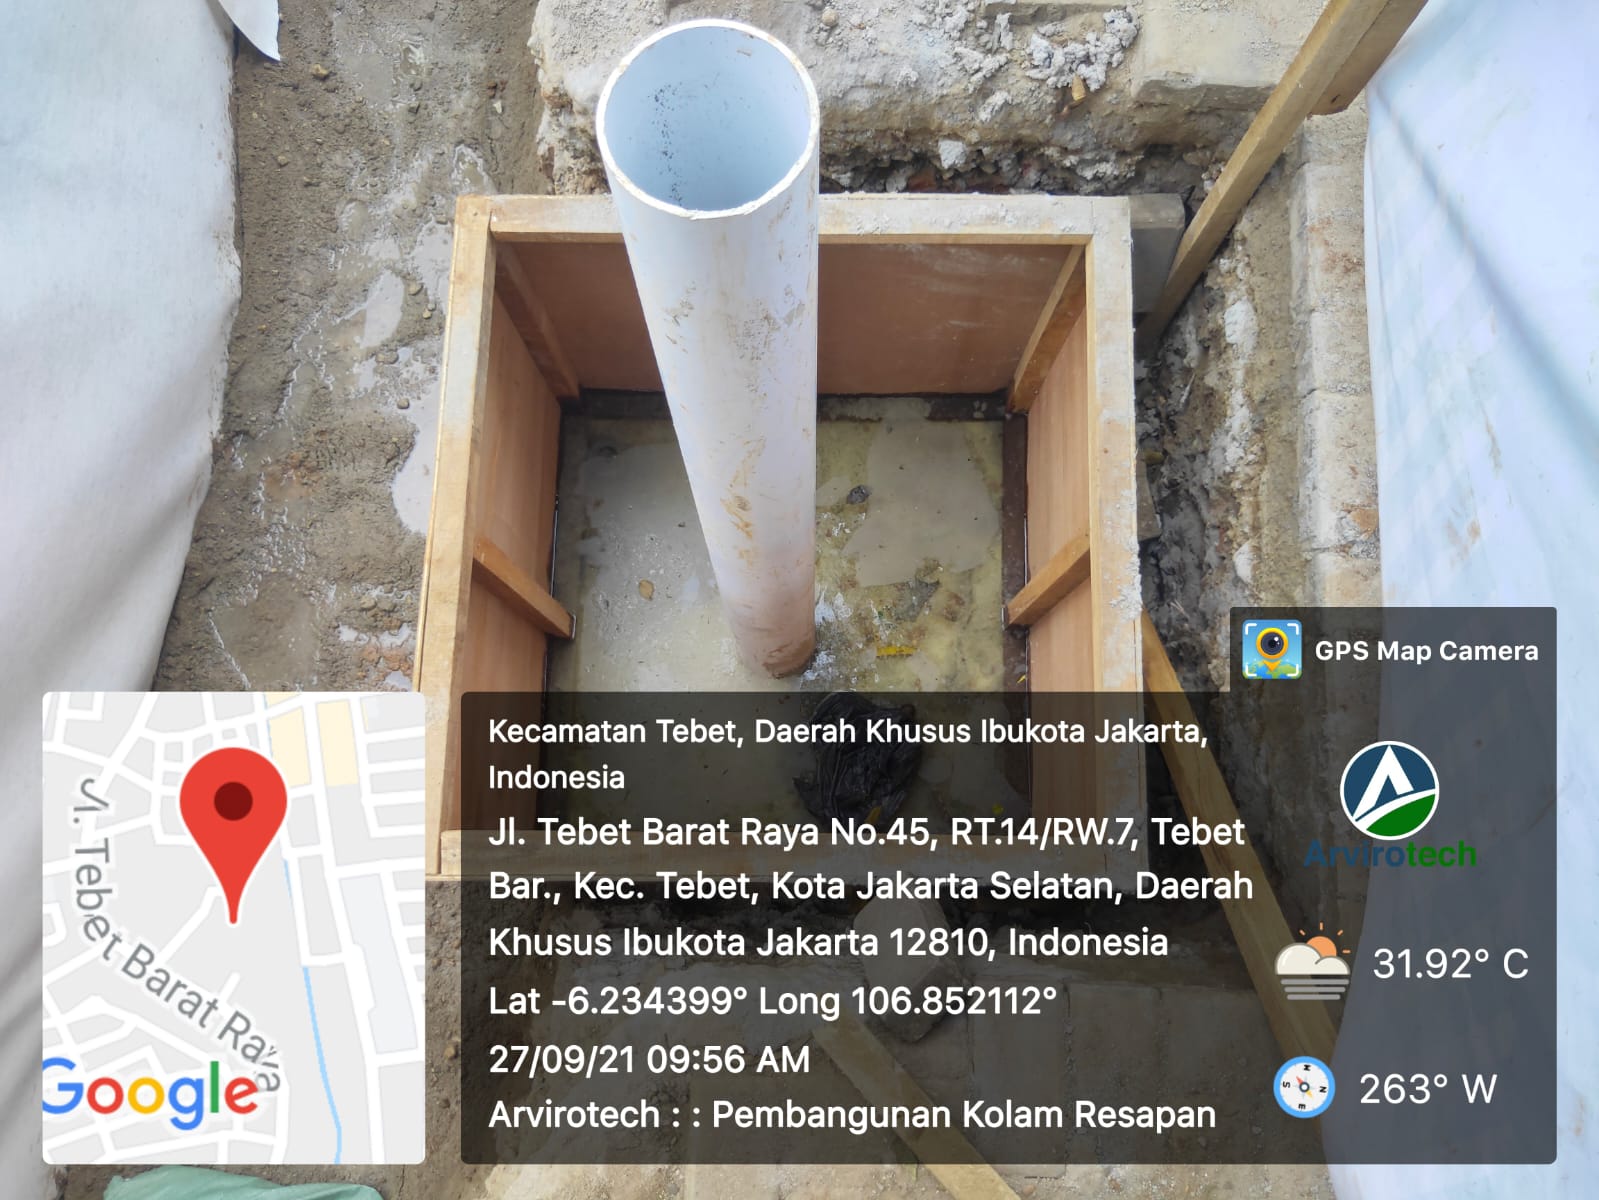 GPS Map Camera
Kecamatan Tebet, Daerah Khusus Ibukota Jakarta,
Indonesia
Jl. Tebet Barat Raya No.45, RT.14/RW.7, Tebet
Bar., Kec. Tebet, Kota Jakarta Selatan, Daerah
Khusus Ibukota Jakarta 12810, Indonesia
Lat -6.234399° Long 106.852112°
27/09/21 09:56 AM
Arvirotech : : Pembangunan Kolam Resapan
Arvirotech
31.92° C
263° W
Jl. Tebet Barat Raya
Google